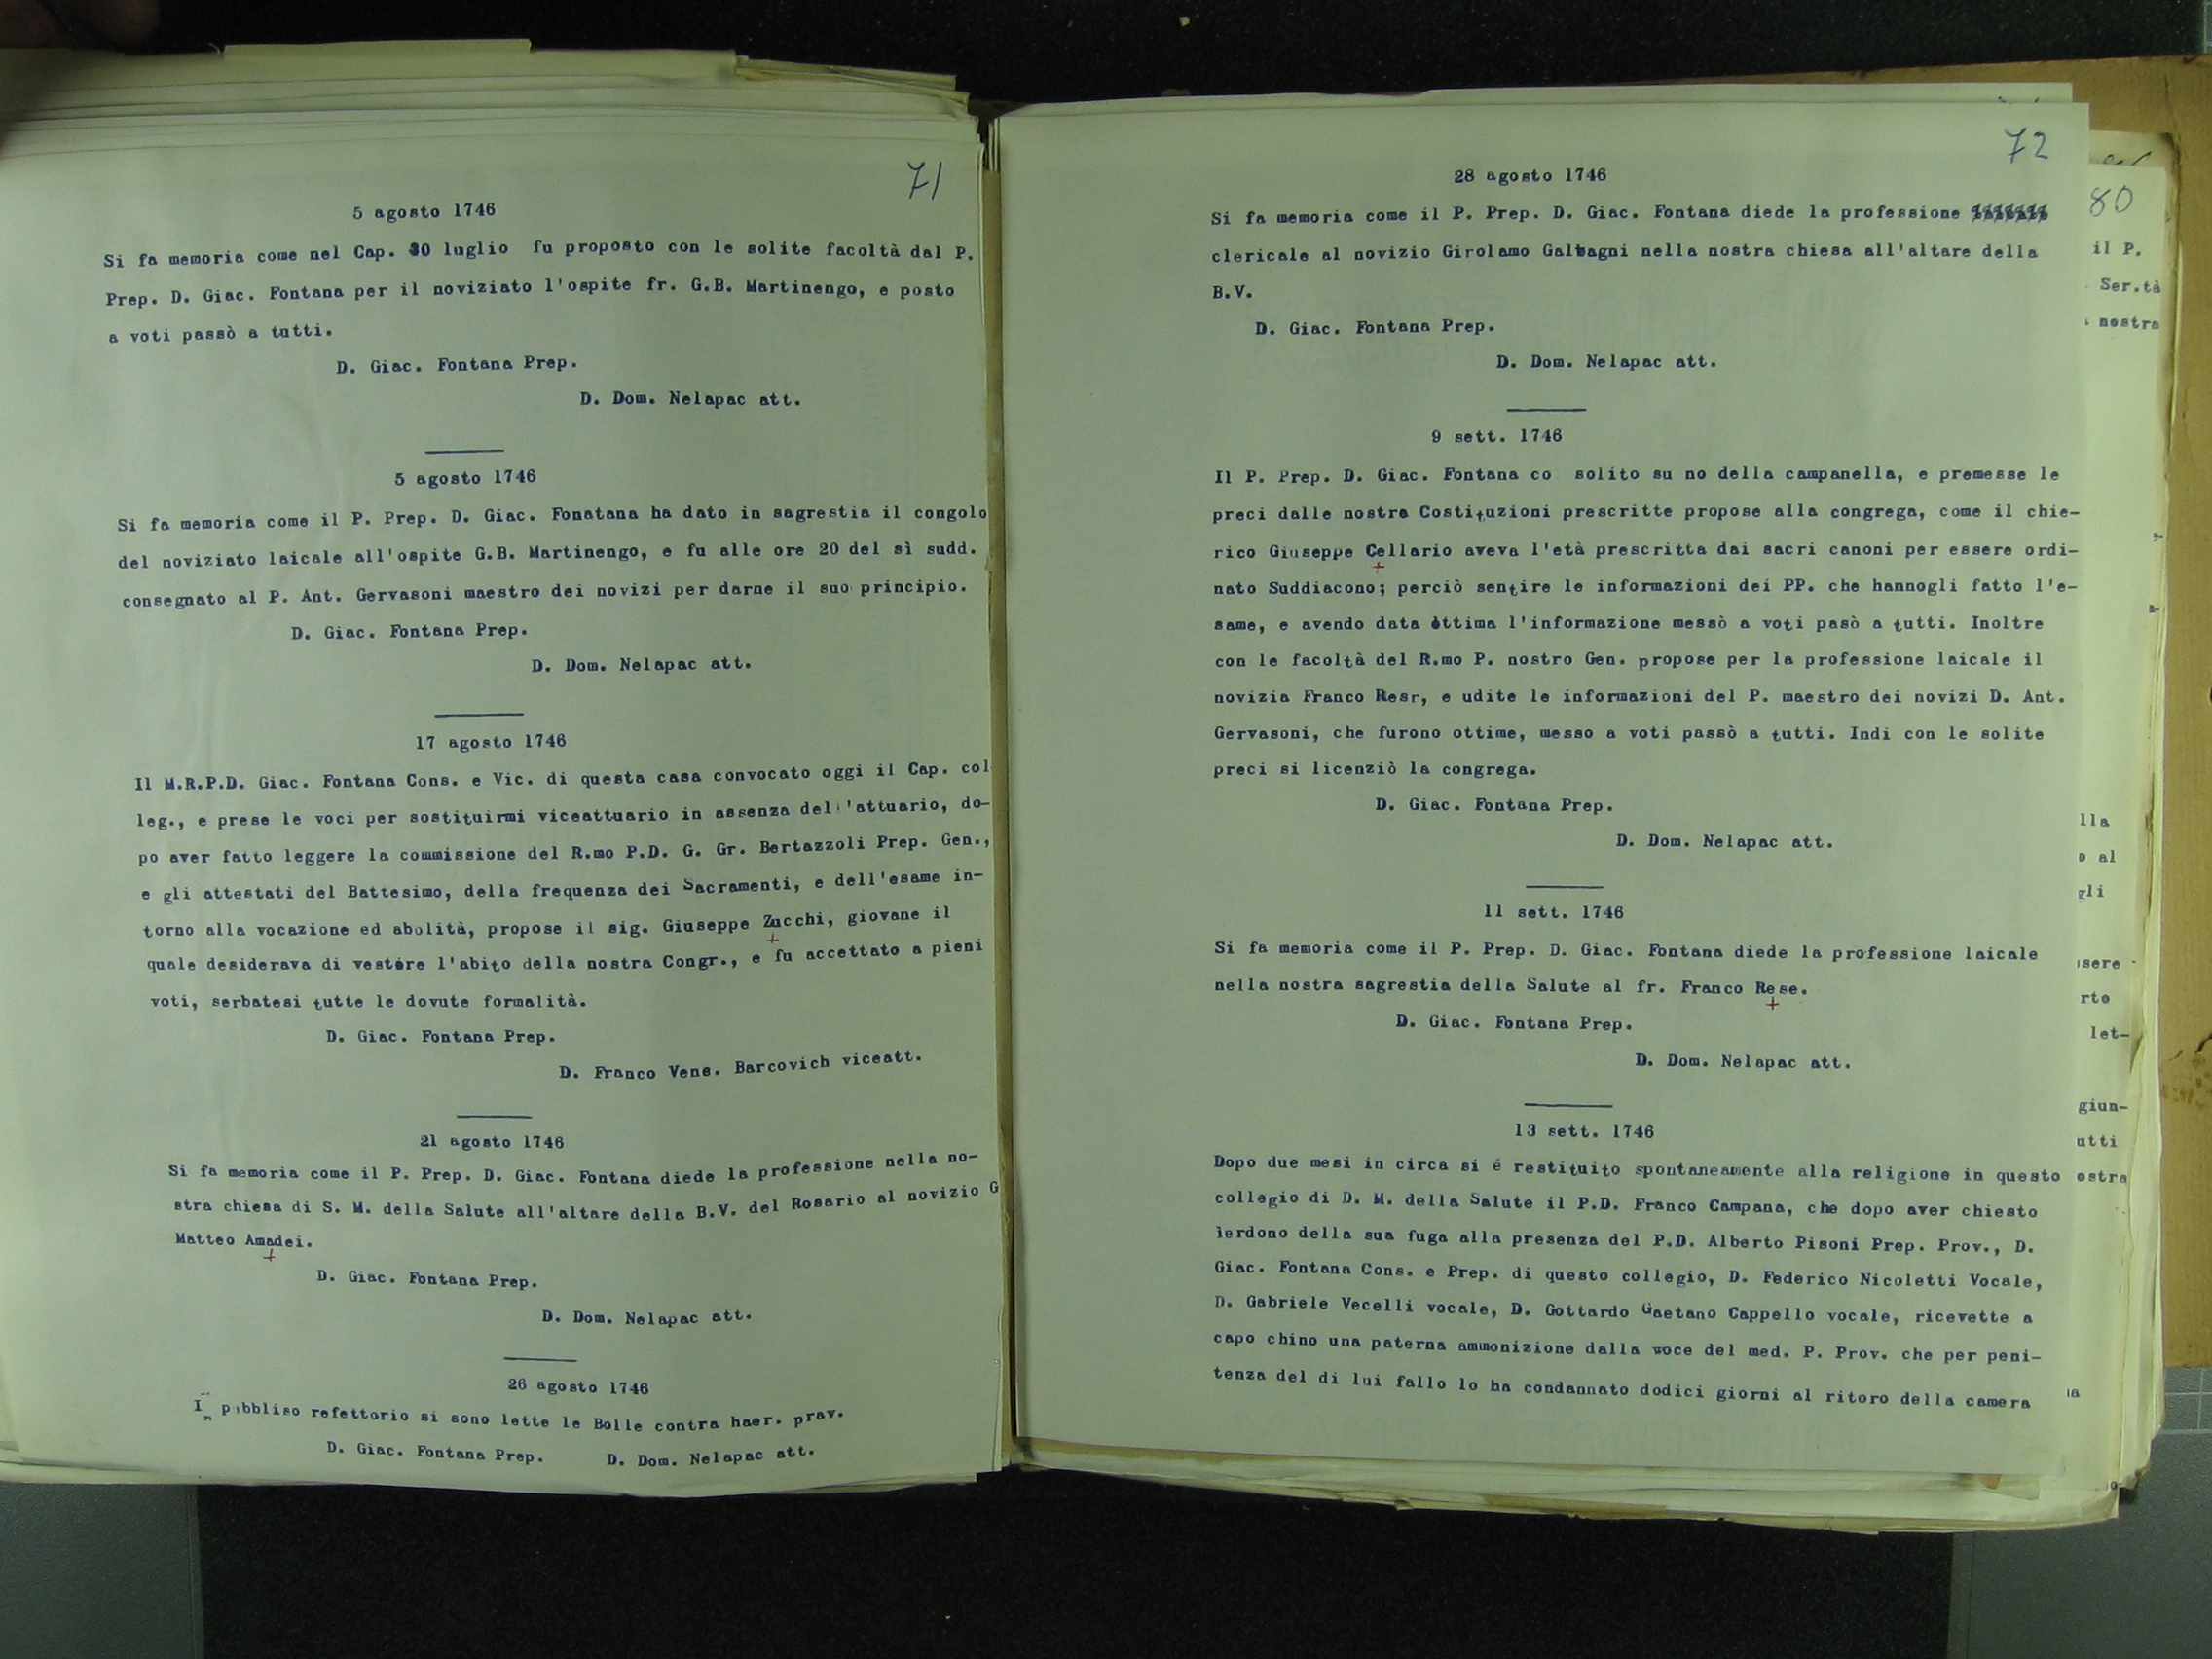 71
5 agosto 1746
Si fa memoria come nel Cap. 30 luglio fu proposto con le solite facoltà dal P.
Prep. D. Giac. Fontana per il noviziato l'ospite fr. G.B. Martinengo, e posto
a voti passò a tutti.
D. Giac. Fontana Prep.
D. Dom. Nelapac att.
5 agosto 1746
Si fa memoria come il P. Prep. D. Giac. Fonatana ha dato in sagrestia il congolo
del noviziato laicale all'ospite G.B. Martinengo, e fu alle ore 20 del sì sudd.
consegnato al P. Ant. Gervasoni maestro dei novizi per darne il suo principio.
D. Giac. Fontana Prep.
D. Dom. Nelapac att.
17 agosto 1746
Il M.R.P.D. Giac. Fontana Cons. e Vic. di questa casa convocato oggi il Cap. col
leg., e prese le voci per sostituirmi viceattuario in assenza dell'attuario, do-
po aver fatto leggere la commissione del R.mo P.D. G. Gr. Bertazzoli Prep. Gen.,
e gli attestati del Battesimo, della frequenza dei Sacramenti, e dell'esame in-
torno alla vocazione ed abolità, propose il sig. Giuseppe Zucchi, giovane il
quale desiderava di vestire l'abito della nostra Congr., e fu accettato a pieni
voti, serbatesi tutte le dovute formalità.
D. Giac. Fontana Prep.
D. Franco Vens. Barcovich viceatt.
21 agosto 1746
Si fa memoria come il P. Prep. D. Giac. Fontana diede la professione nella no-
stra chiesa di S. M. della Salute all'altare della B.V. del Rosario al novizio G
Matteo Amadei.
D. Giac. Fontana Prep.
D. Dom. Nelapac att.
26 agosto 1746
In pubbliso refettorio si sono lette le Bolle contra haer. prav.
D. Giac. Fontana Prep. D. Dom. Nelapac att.
72
28 agosto 1746
Si fa memoria come il P. Prep. D. Giac. Fontana diede la professione
clericale al novizio Girolamo Galbagni nella nostra chiesa all'altare della
B.V.
D. Giac. Fontana Prep.
D. Dom. Nelapac att.
9 sett. 1746
Il P. Prep. D. Giac. Fontana co solito su no della campanella, e premesse le
preci dalle nostre Costituzioni prescritte propose alla congrega, come il chie-
rico Giuseppe Cellario aveva l'età prescritta dai sacri canoni per essere ordi-
nato Suddiacono; perciò sentire le informazioni dei PP. che hannogli fatto l'e-
same, e avendo data òttima l'informazione messò a voti pasò a tutti. Inoltre
con le facoltà del R.mo P. nostro Gen. propose per la professione laicale il
novizia Franco Resr, e udite le informazioni del P. maestro dei novizi D. Ant.
Gervasoni, che furono ottime, messo a voti passò a tutti. Indi con le solite
preci si licenziò la congrega.
D. Giac. Fontana Prep.
D. Dom. Nelapac att.
11 sett. 1746
Si fa memoria come il P. Prep. D. Giac. Fontana diede la professione laicale
nella nostra sagrestia della Salute al fr. Franco Rese.
D. Giac. Fontana Prep.
D. Dom. Nelapac att.
13 sett. 1746
Dopo due mesi in circa si é restituito spontaneamente alla religione in questo
collegio di D. M. della Salute il P.D. Franco Campana, che dopo aver chiesto
ierdono della sua fuga alla presenza del P.D. Alberto Pisoni Prep. Prov., D.
Giac. Fontana Cons. e Prep. di questo collegio, D. Federico Nicoletti Vocale,
D. Gabriele Vecelli vocale, D. Gottardo Gaetano Cappello vocale, ricevette a
capo chino una paterna ammonizione dalla voce del med. P. Prov. che per peni-
tenza del di lui fallo lo ha condannato dodici giorni al ritoro della camera
80
il P.
Ser.tà
nostra
lla
o al
gli
sere
rto
let-
giun-
utti
ostra